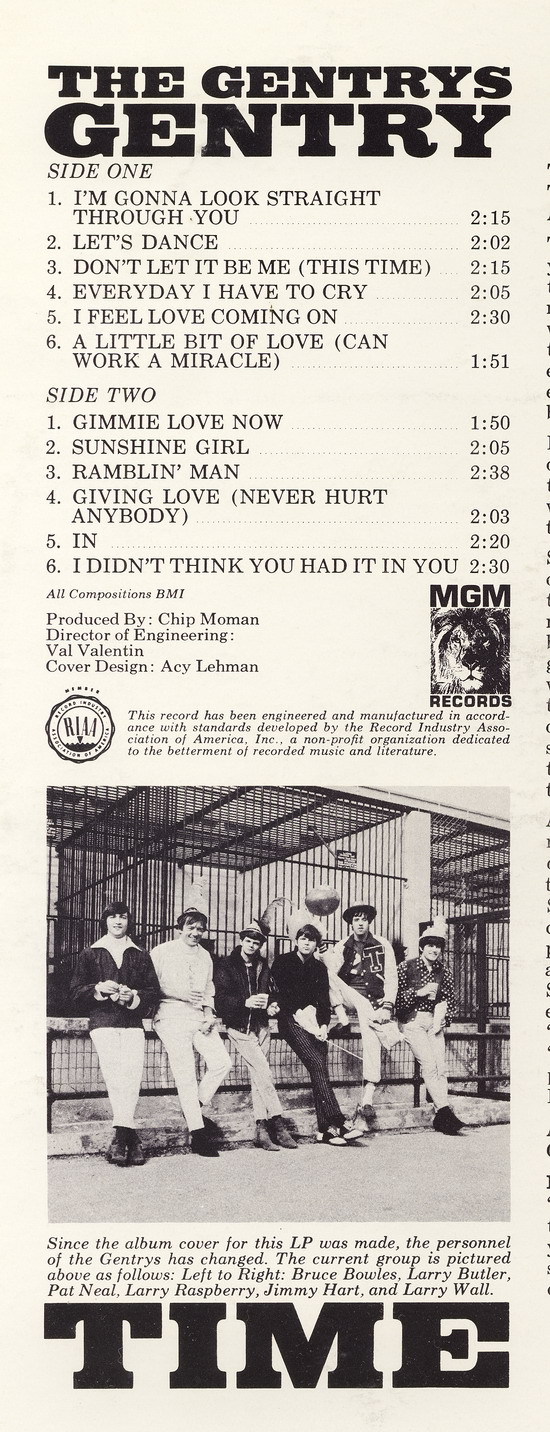 THE GENTRYS
GENTRY
SIDE ONE
1. I'M GONNA LOOK STRAIGHT
THROUGH YOU 2:15
2. LET'S DANCE 2:02
3. DON'T LET IT BE ME (THIS TIME) 2:15
4. EVERYDAY I HAVE TO CRY 2:05
5. I FEEL LOVE COMING ON 2:30
6. A LITTLE BIT OF LOVE (CAN
WORK A MIRACLE) 1:51
SIDE TWO
1. GIMMIE LOVE NOW 1:50
2. SUNSHINE GIRL 2:05
3. RAMBLIN' MAN 2:38
4. GIVING LOVE (NEVER HURT
ANYBODY) 2:03
5. IN 2:20
6. I DIDN'T THINK YOU HAD IT IN YOU 2:30
All Compositions BMI
Produced By: Chip Moman
Director of Engineering:
Val Valentin
Cover Design: Acy Lehman
MGM
RECORDS
MEMBER
RECORD INDUSTRY
RIAA
ASSOCIATION OF AMERICA, INC.
This record has been engineered and manufactured in accord-
ance with standards developed by the Record Industry Asso-
ciation of America, Inc., a non-profit organization dedicated
to the betterment of recorded music and literature.
T
Since the album cover for this LP was made, the personnel
of the Gentrys has changed. The current group is pictured
above as follows: Left to Right: Bruce Bowles, Larry Butler,
Pat Neal, Larry Raspberry, Jimmy Hart, and Larry Wall.
TIME